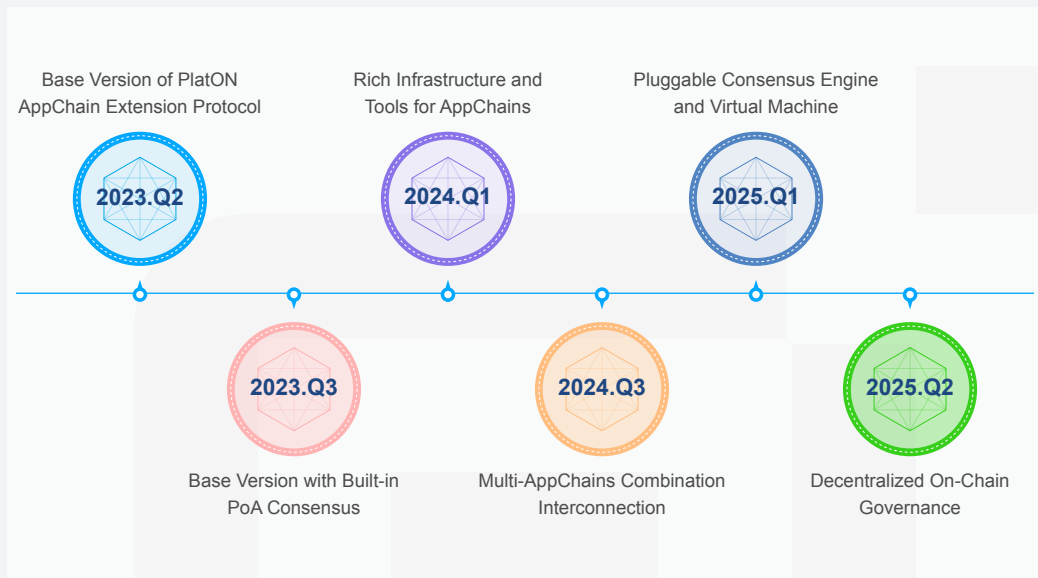 Base Version of PlatON
AppChain Extension Protocol
2023.Q2
Rich Infrastructure and
Tools for AppChains
2024.Q1
Pluggable Consensus Engine
and Virtual Machine
2025.Q1
2023.Q3
Base Version with Built-in
PoA Consensus
2024.Q3
Multi-AppChains Combination
Interconnection
2025.Q2
Decentralized On-Chain
Governance